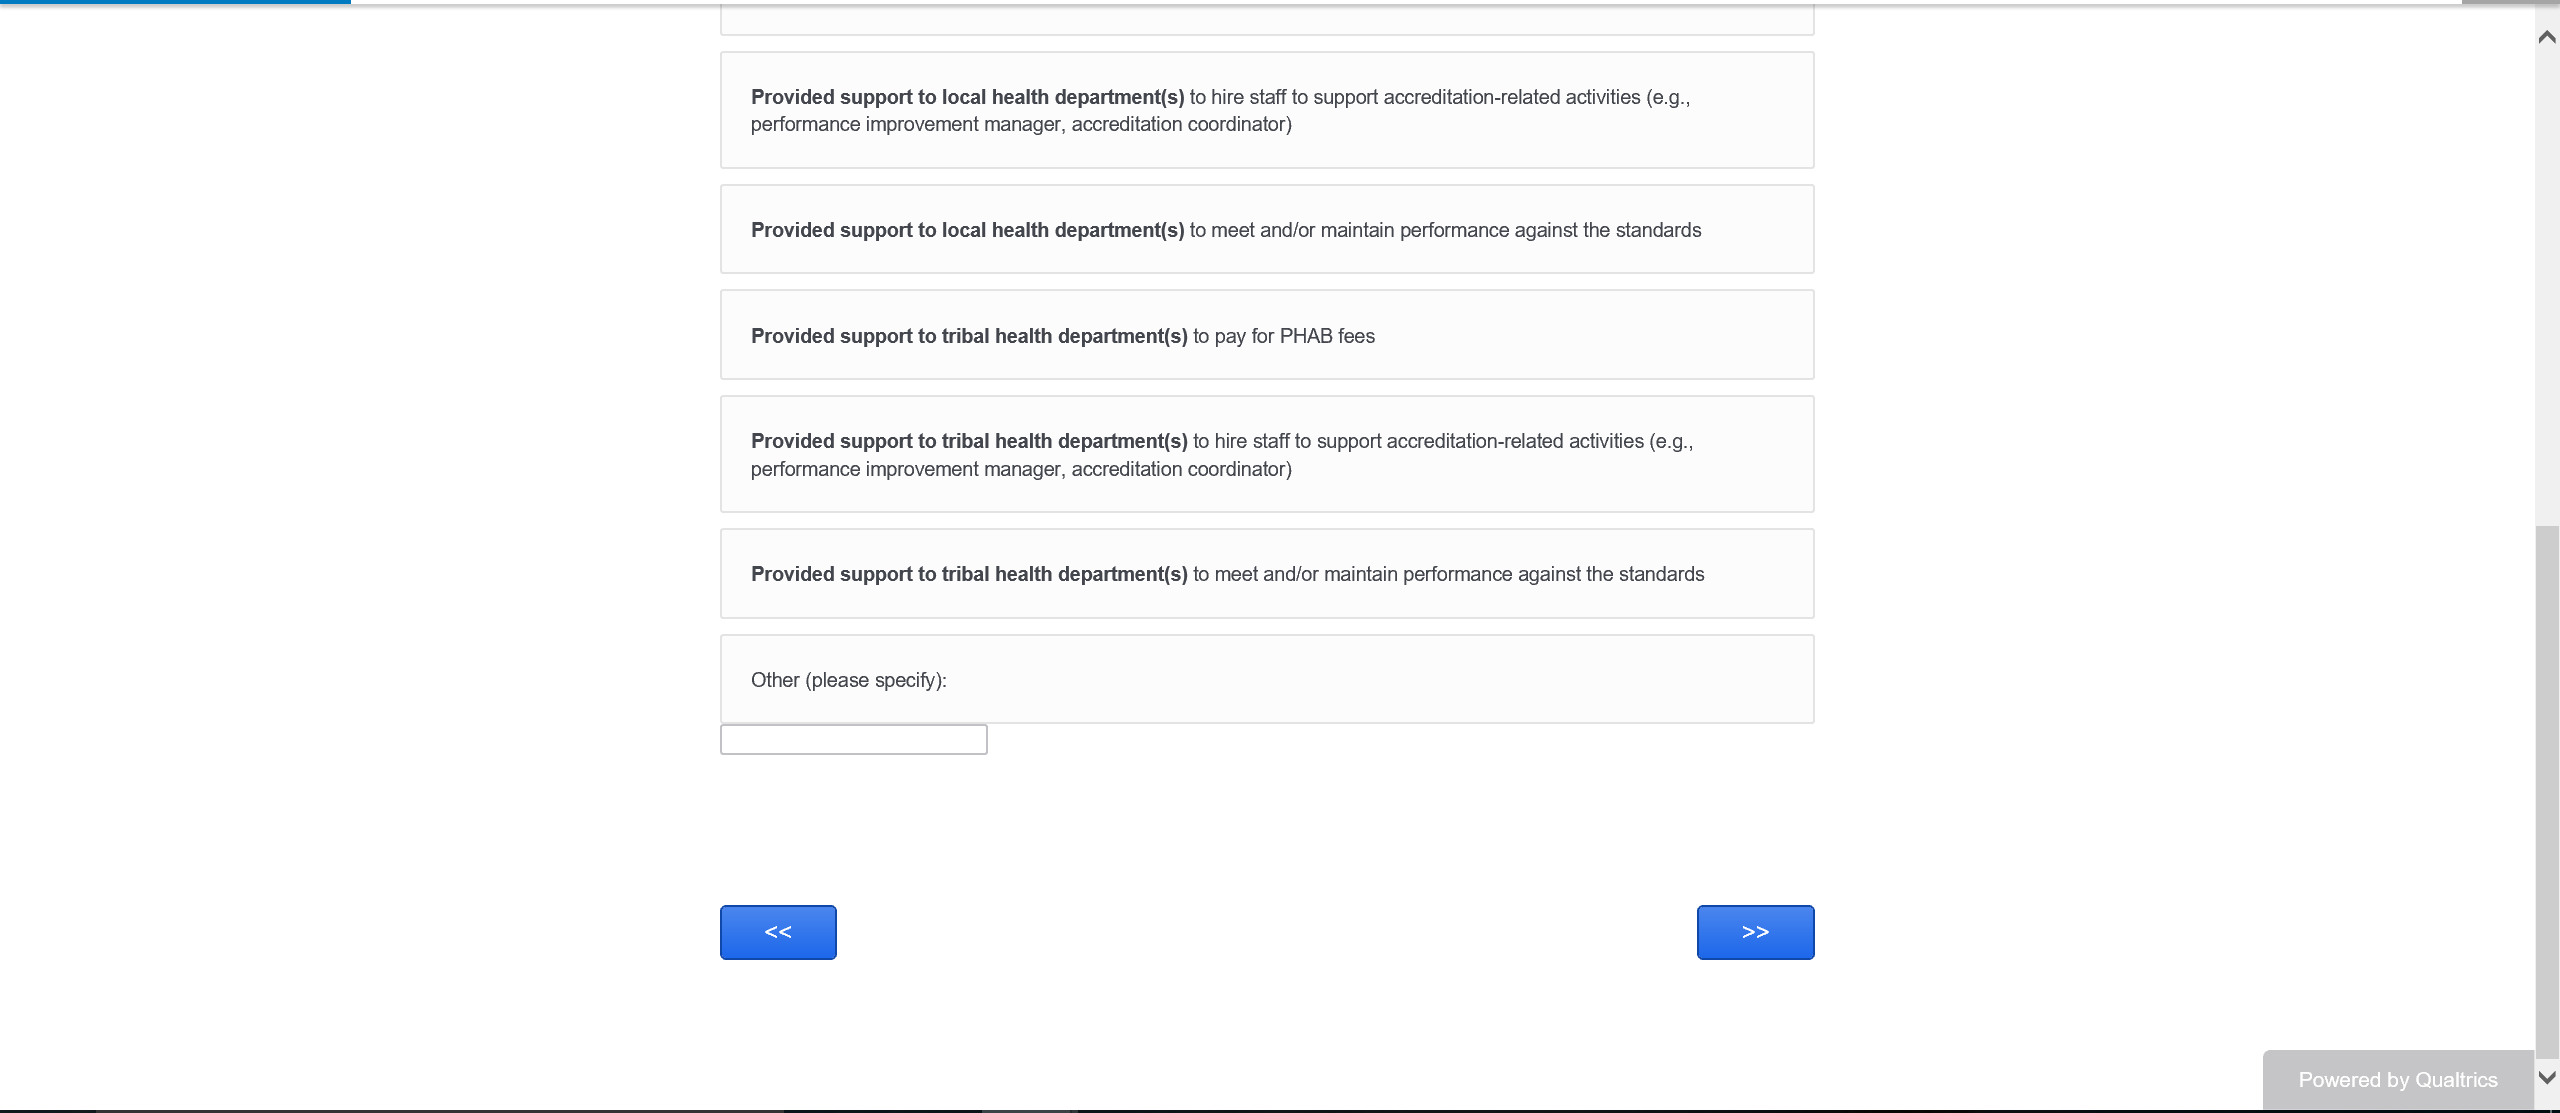 Provided support to local health department(s) to hire staff to support accreditation-related activities (e.g.,
performance improvement manager, accreditation coordinator)
Provided support to local health department(s) to meet and/or maintain performance against the standards
Provided support to tribal health department(s) to pay for PHAB fees
Provided support to tribal health department(s) to hire staff to support accreditation-related activities (e.g.,
performance improvement manager, accreditation coordinator)
Provided support to tribal health department(s) to meet and/or maintain performance against the standards
Other (please specify):
<< >>
Powered by Qualtrics